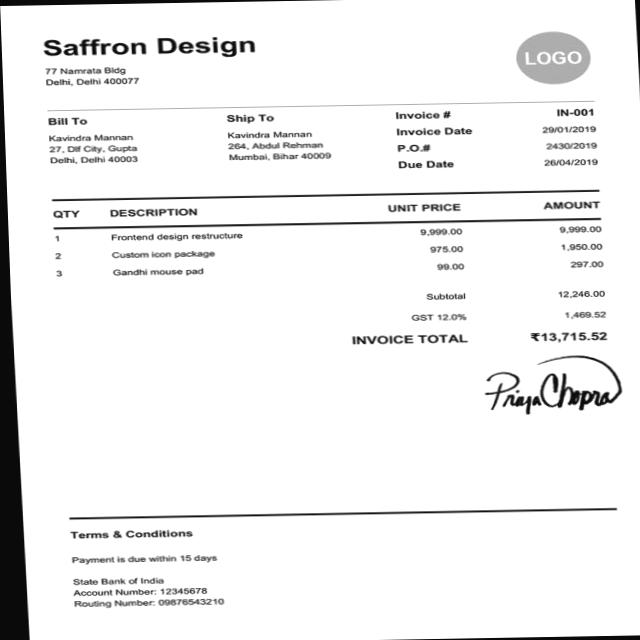 Saffron Design
LOGO
77 Namrata Bldg
Delhi, Delhi 400077
Bill To
Kavindra Mannan
27, Dlf City, Gupta
Delhi, Delhi 40003
Ship To
Kavindra Mannan
264, Abdul Rehman
Mumbai, Bihar 40009
Invoice # IN-001
Invoice Date 29/01/2019
P.O.# 2430/2019
Due Date 26/04/2019
QTY DESCRIPTION UNIT PRICE AMOUNT
1 Frontend design restructure 9,999.00 9,999.00
2 Custom icon package 975.00 1,950.00
3 Gandhi mouse pad 99.00 297.00
Subtotal 12,246.00
GST 12.0% 1,469.52
INVOICE TOTAL ₹13,715.52
Priya Chopra
Terms & Conditions
Payment is due within 15 days
State Bank of India
Account Number: 12345678
Routing Number: 09876543210